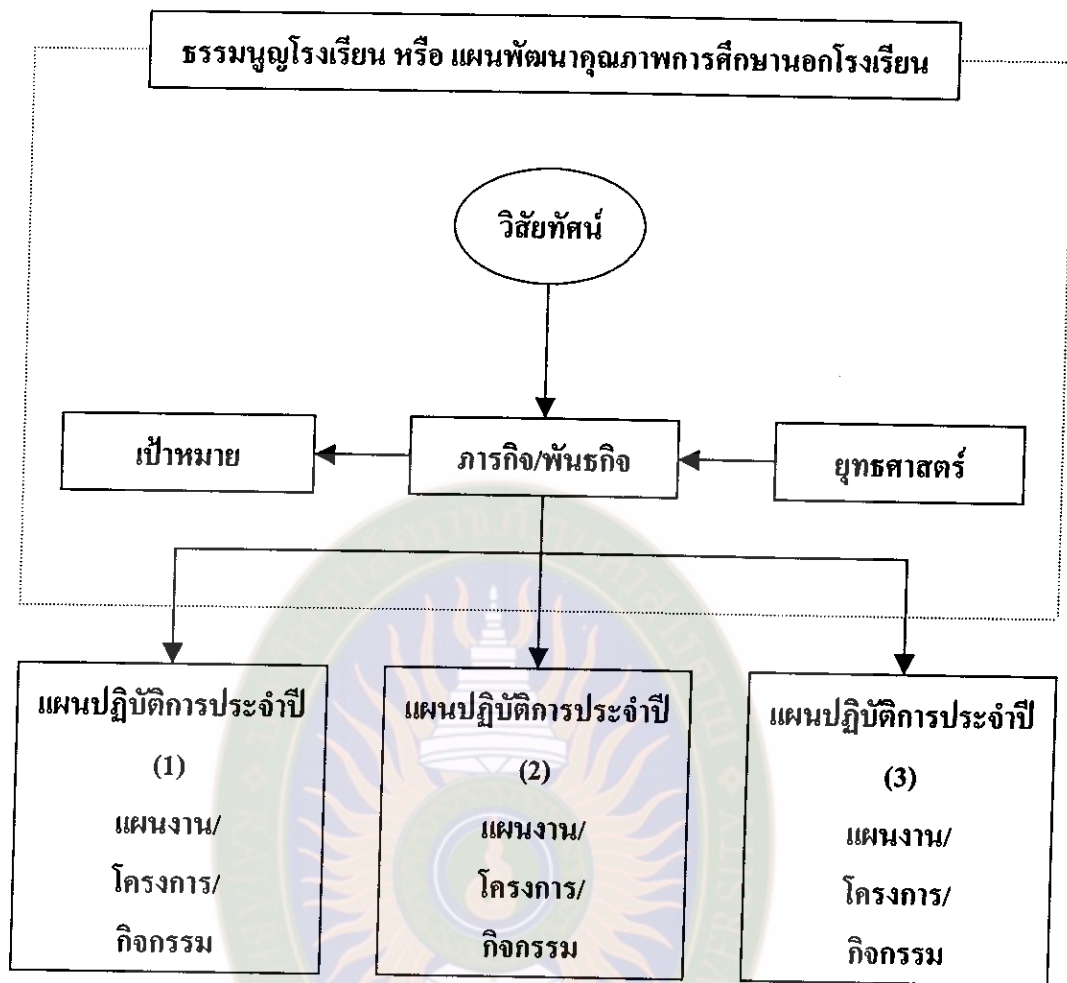 ธรรมนูญโรงเรียน หรือ แผนพัฒนาคุณภาพการศึกษานอกโรงเรียน
วิสัยทัศน์
เป้าหมาย
ภารกิจ/พันธกิจ
ยุทธศาสตร์
แผนปฏิบัติการประจำปี
(1)
แผนงาน/
โครงการ/
กิจกรรม
แผนปฏิบัติการประจำปี
(2)
แผนงาน/
โครงการ/
กิจกรรม
แผนปฏิบัติการประจำปี
(3)
แผนงาน/
โครงการ/
กิจกรรม